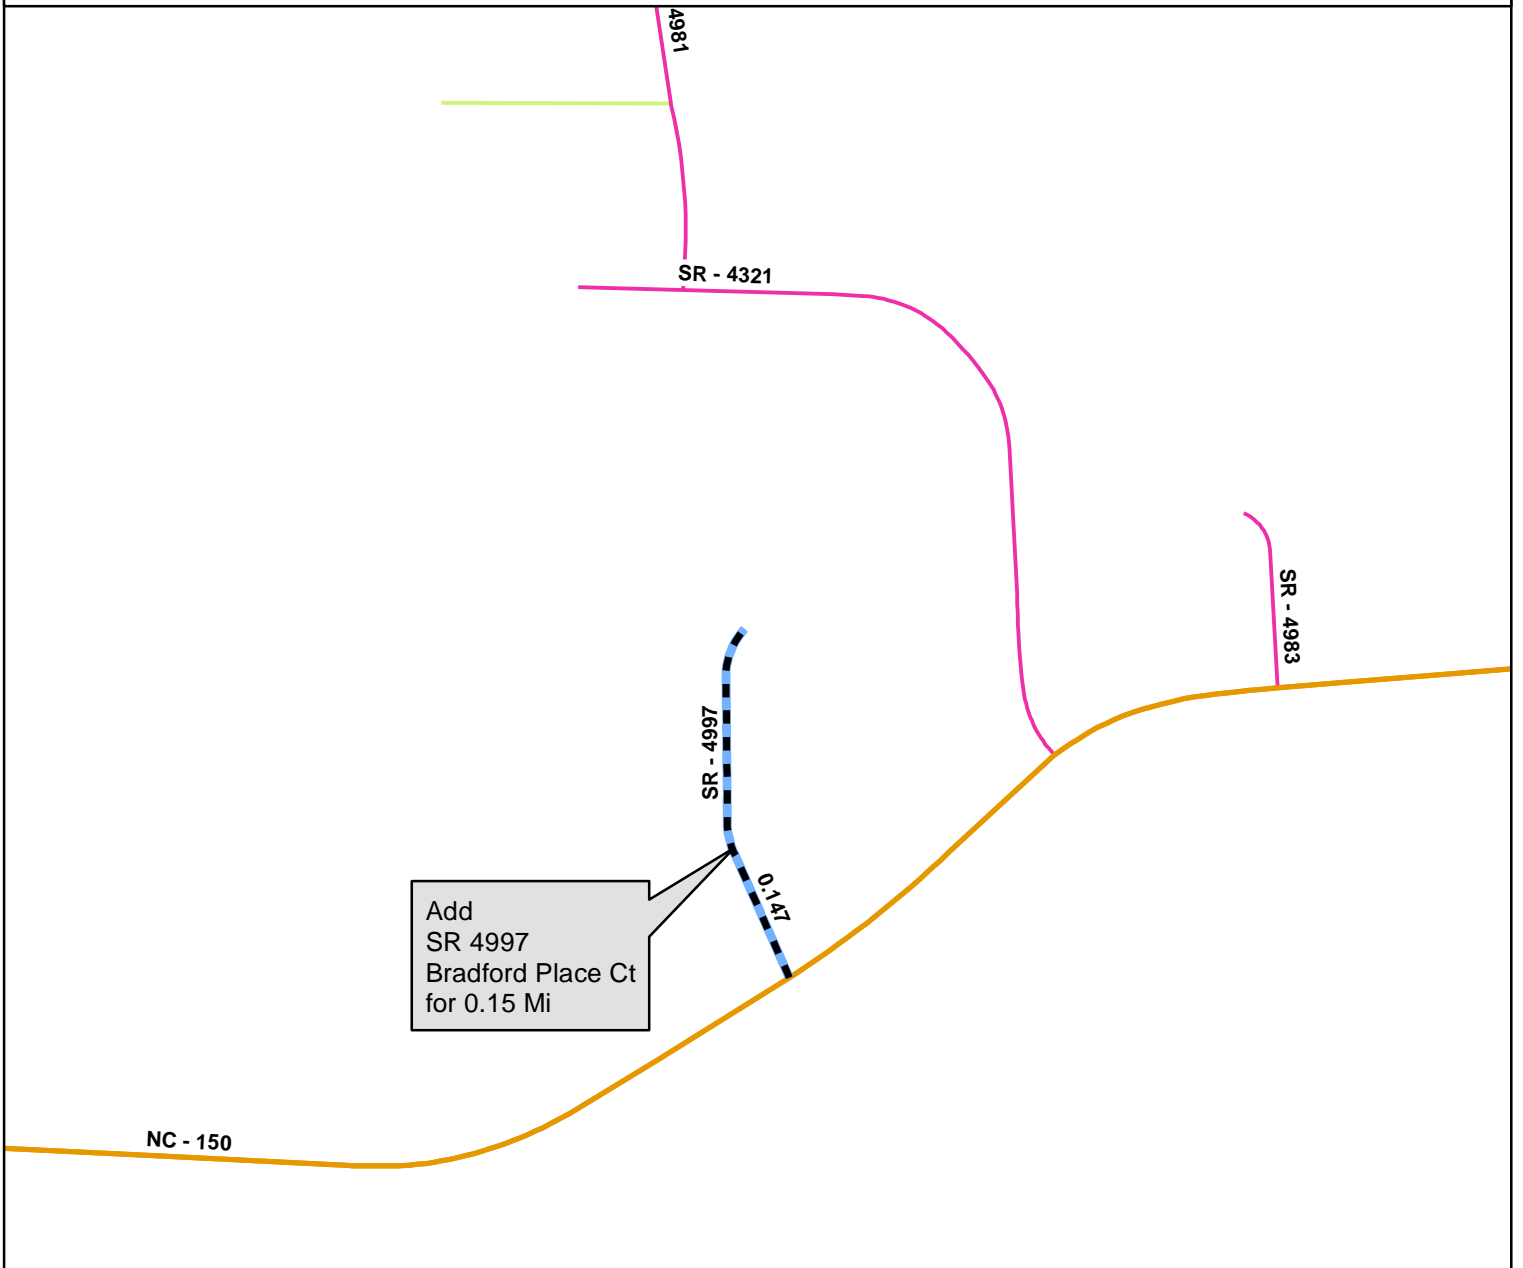 4981
SR - 4321
SR - 4983
SR - 4997
0.147
Add
SR 4997
Bradford Place Ct
for 0.15 Mi
NC - 150